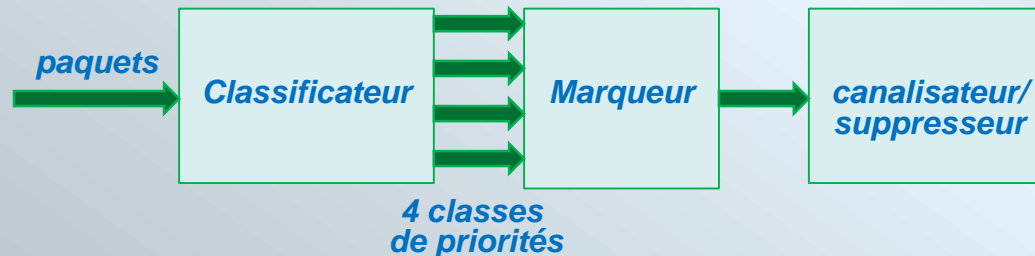 paquets
Classificateur
Marqueur
canalisateur/
suppresseur
4 classes
de priorités